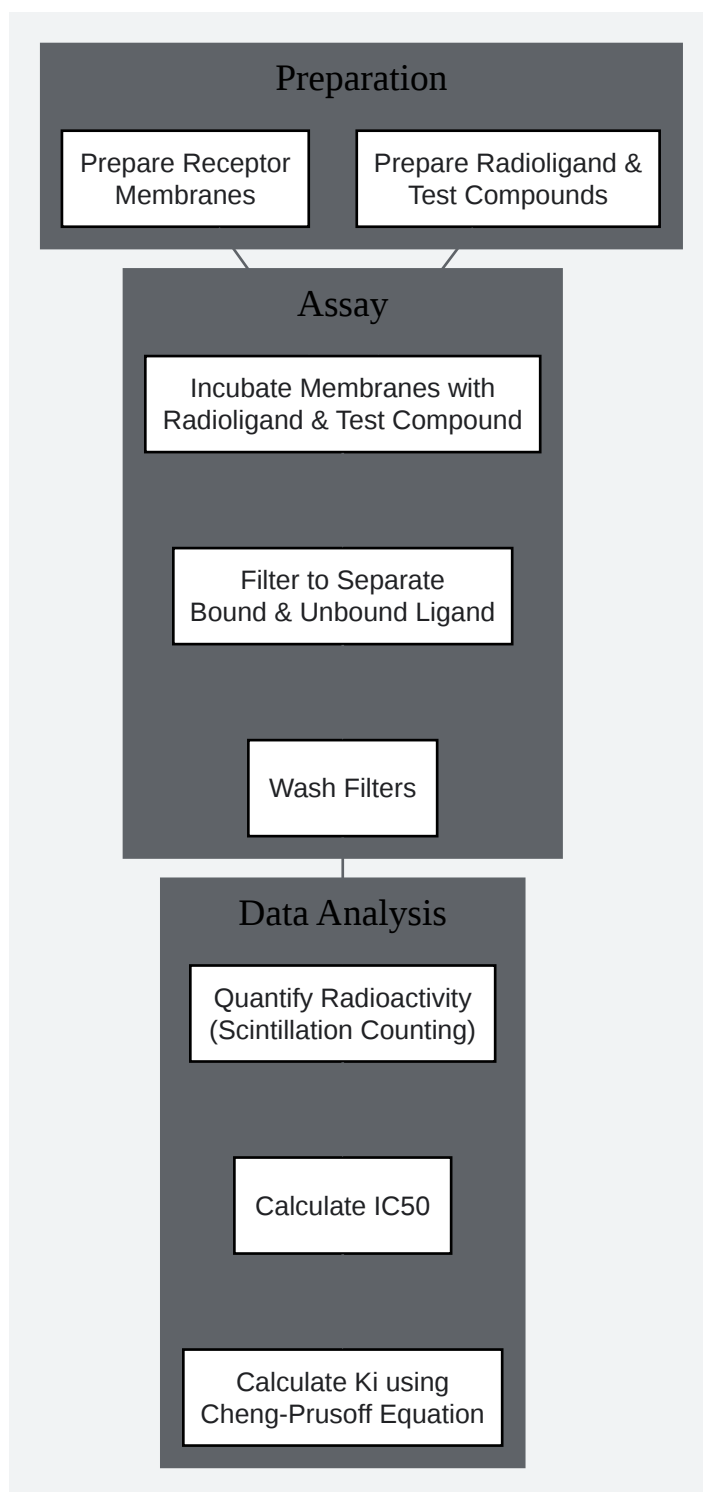 Preparation
Prepare Receptor
Membranes
Prepare Radioligand &
Test Compounds
Assay
Incubate Membranes with
Radioligand & Test Compound
Filter to Separate
Bound & Unbound Ligand
Wash Filters
Data Analysis
Quantify Radioactivity
(Scintillation Counting)
Calculate IC50
Calculate Ki using
Cheng-Prusoff Equation